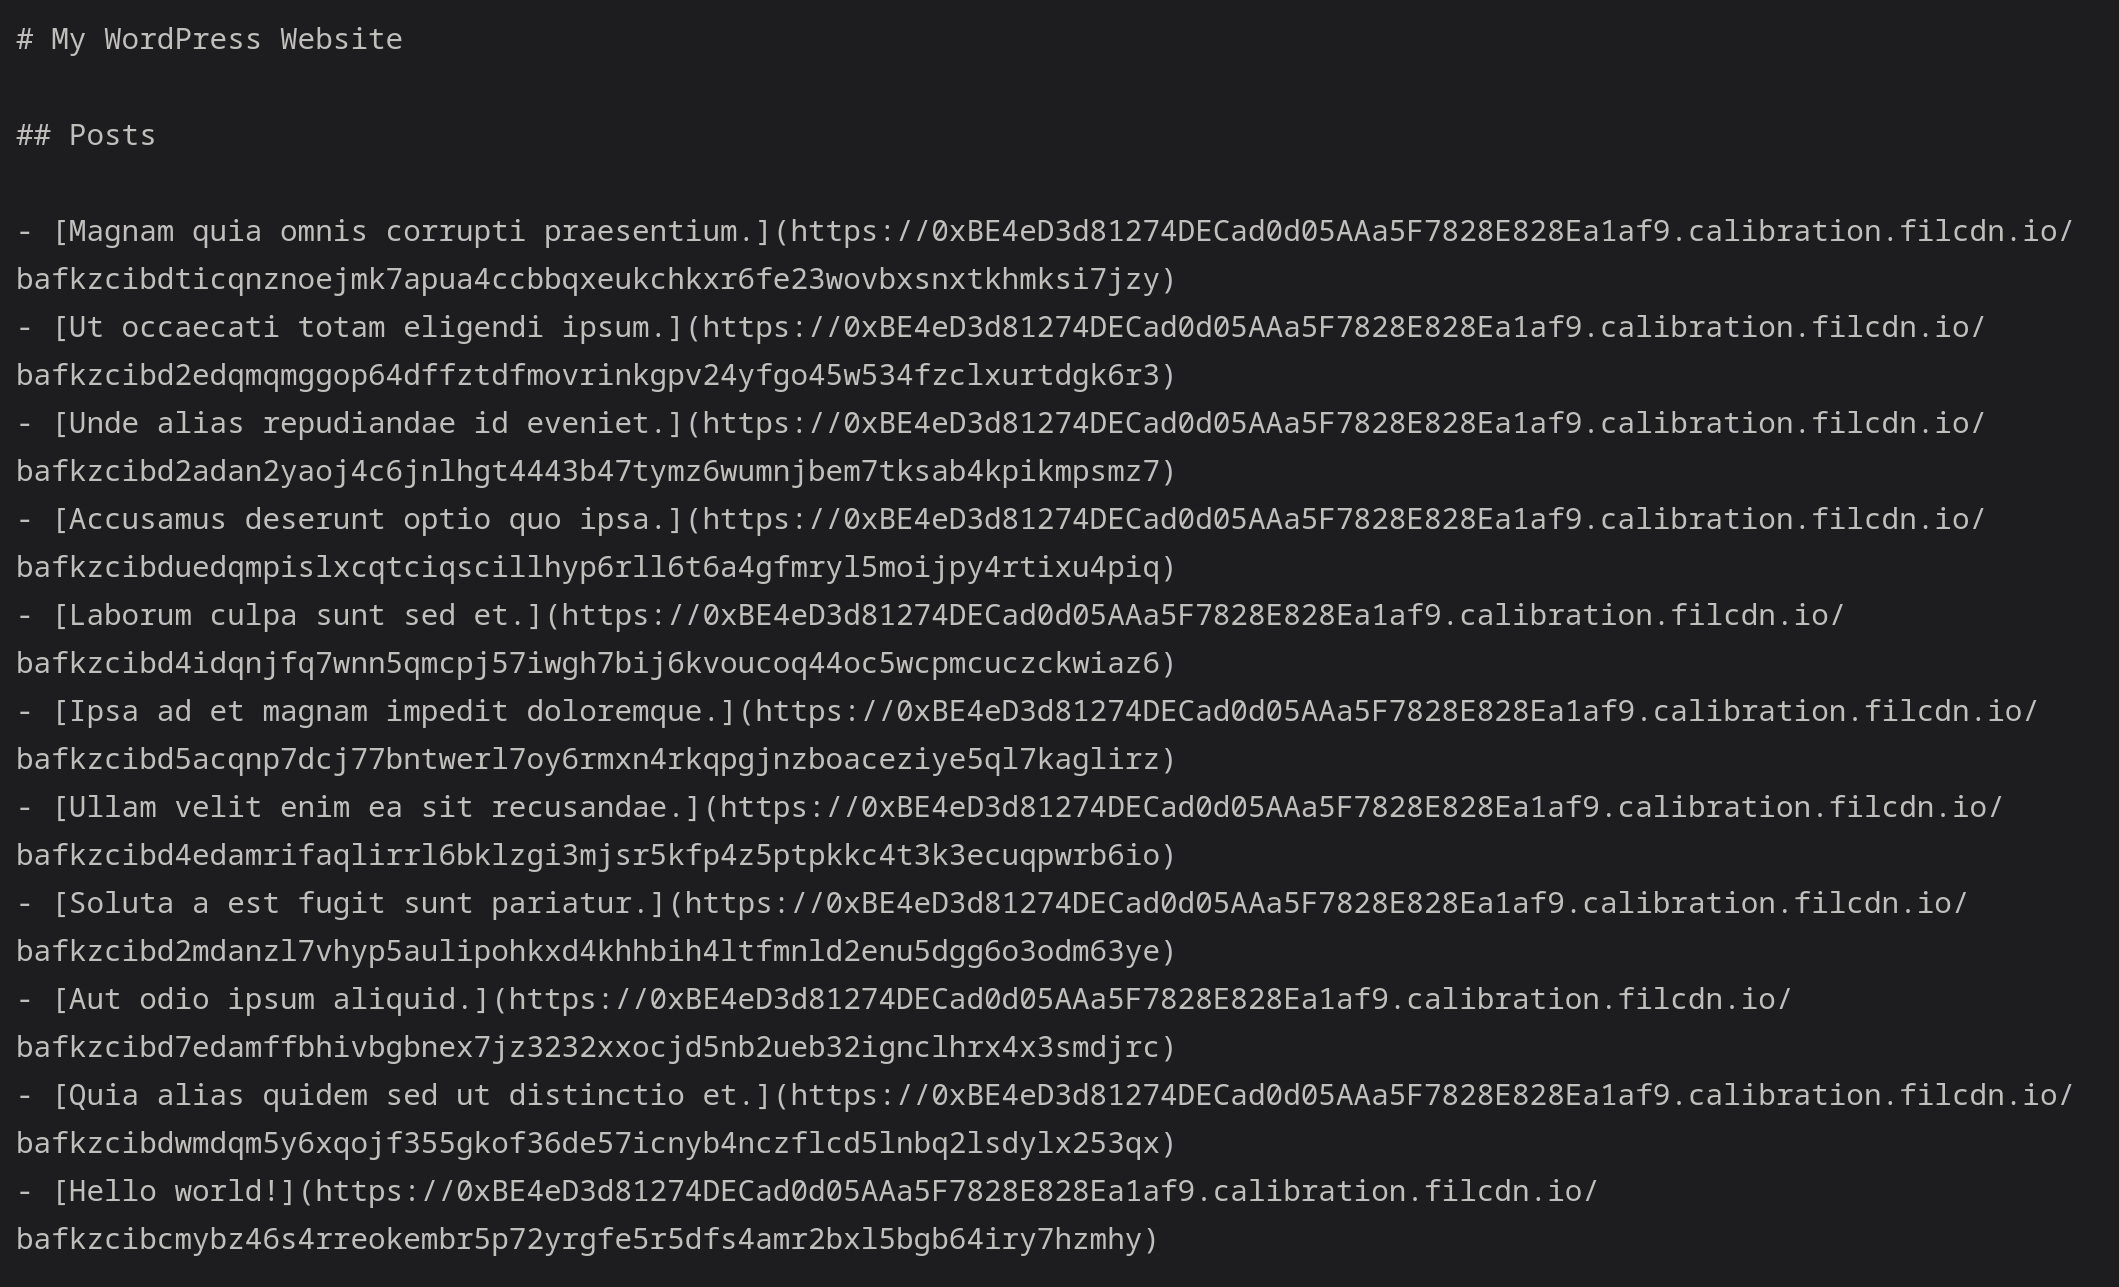 # My WordPress Website
## Posts
- [Magnam quia omnis corrupti praesentium.](https://0xBE4eD3d81274DECad0d05AAa5F7828E828Ea1af9.calibration.filcdn.io/
bafkzcibdticqnznoejmk7apua4ccbbqxeukchkxr6fe23wovbxsnxtkhmksi7jzy)
- [Ut occaecati totam eligendi ipsum.](https://0xBE4eD3d81274DECad0d05AAa5F7828E828Ea1af9.calibration.filcdn.io/
bafkzcibd2edqmqmggop64dffztdfmovrinkgpv24yfgo45w534fzclxurtdgk6r3)
- [Unde alias repudiandae id eveniet.](https://0xBE4eD3d81274DECad0d05AAa5F7828E828Ea1af9.calibration.filcdn.io/
bafkzcibd2adan2yaoj4c6jnlhgt4443b47tymz6wumnjbem7tksab4kpikmpsmz7)
- [Accusamus deserunt optio quo ipsa.](https://0xBE4eD3d81274DECad0d05AAa5F7828E828Ea1af9.calibration.filcdn.io/
bafkzcibduedqmpislxcqtciqscillhyp6rll6t6a4gfmryl5moijpy4rtixu4piq)
- [Laborum culpa sunt sed et.](https://0xBE4eD3d81274DECad0d05AAa5F7828E828Ea1af9.calibration.filcdn.io/
bafkzcibd4idqnjfq7wnn5qmcpj57iwgh7bij6kvoucoq44oc5wcpmcuczckwiaz6)
- [Ipsa ad et magnam impedit doloremque.](https://0xBE4eD3d81274DECad0d05AAa5F7828E828Ea1af9.calibration.filcdn.io/
bafkzcibd5acqnp7dcj77bntwerl7oy6rmxn4rkqpgjnzboaceziye5ql7kaglirz)
- [Ullam velit enim ea sit recusandae.](https://0xBE4eD3d81274DECad0d05AAa5F7828E828Ea1af9.calibration.filcdn.io/
bafkzcibd4edamrifaqlirrl6bklzgi3mjsr5kfp4z5ptpkkc4t3k3ecuqpwrb6io)
- [Soluta a est fugit sunt pariatur.](https://0xBE4eD3d81274DECad0d05AAa5F7828E828Ea1af9.calibration.filcdn.io/
bafkzcibd2mdanzl7vhyp5aulipohkxd4khhbih4ltfmnld2enu5dgg6o3odm63ye)
- [Aut odio ipsum aliquid.](https://0xBE4eD3d81274DECad0d05AAa5F7828E828Ea1af9.calibration.filcdn.io/
bafkzcibd7edamffbhivbgbnex7jz3232xxocjd5nb2ueb32ignclhrx4x3smdjrc)
- [Quia alias quidem sed ut distinctio et.](https://0xBE4eD3d81274DECad0d05AAa5F7828E828Ea1af9.calibration.filcdn.io/
bafkzcibdwmdqm5y6xqojf355gkof36de57icnyb4nczflcd5lnbq2lsdylx253qx)
- [Hello world!](https://0xBE4eD3d81274DECad0d05AAa5F7828E828Ea1af9.calibration.filcdn.io/
bafkzcibcmybz46s4rreokembr5p72yrgfe5r5dfs4amr2bxl5bgb64iry7hzmhy)